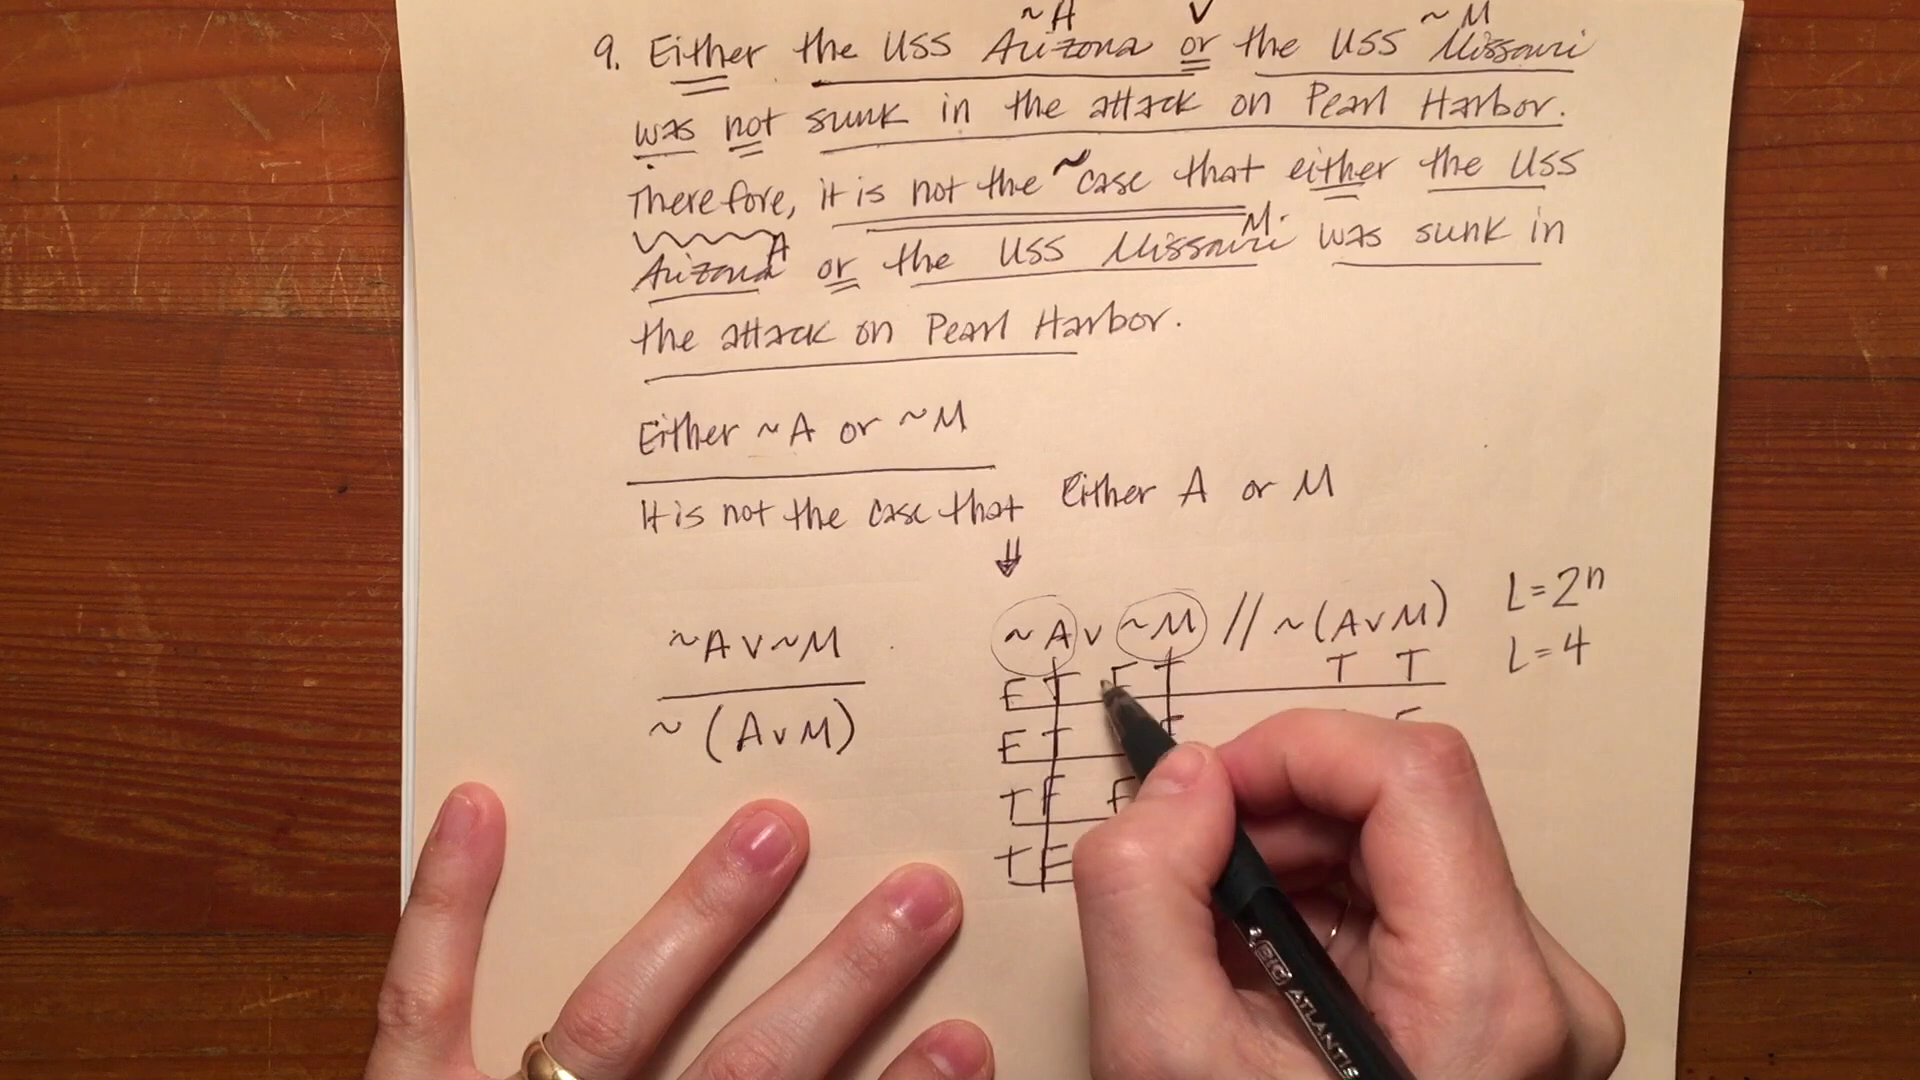 ~A v ~M
9. Either the USS Arizona or the USS Missouri
was not sunk in the attack on Pearl Harbor.
~
Therefore, it is not the case that either the USS
A M
Arizona or the USS Missouri was sunk in
the attack on Pearl Harbor.
Either ~A or ~M
It is not the case that Either A or M
⇓
~A v ~M
~(A v M)
~A v ~M // ~(A v M)
F T F T T T
F T F F
T F F
T F
L=2n
L=4
BIC ATLANTIS